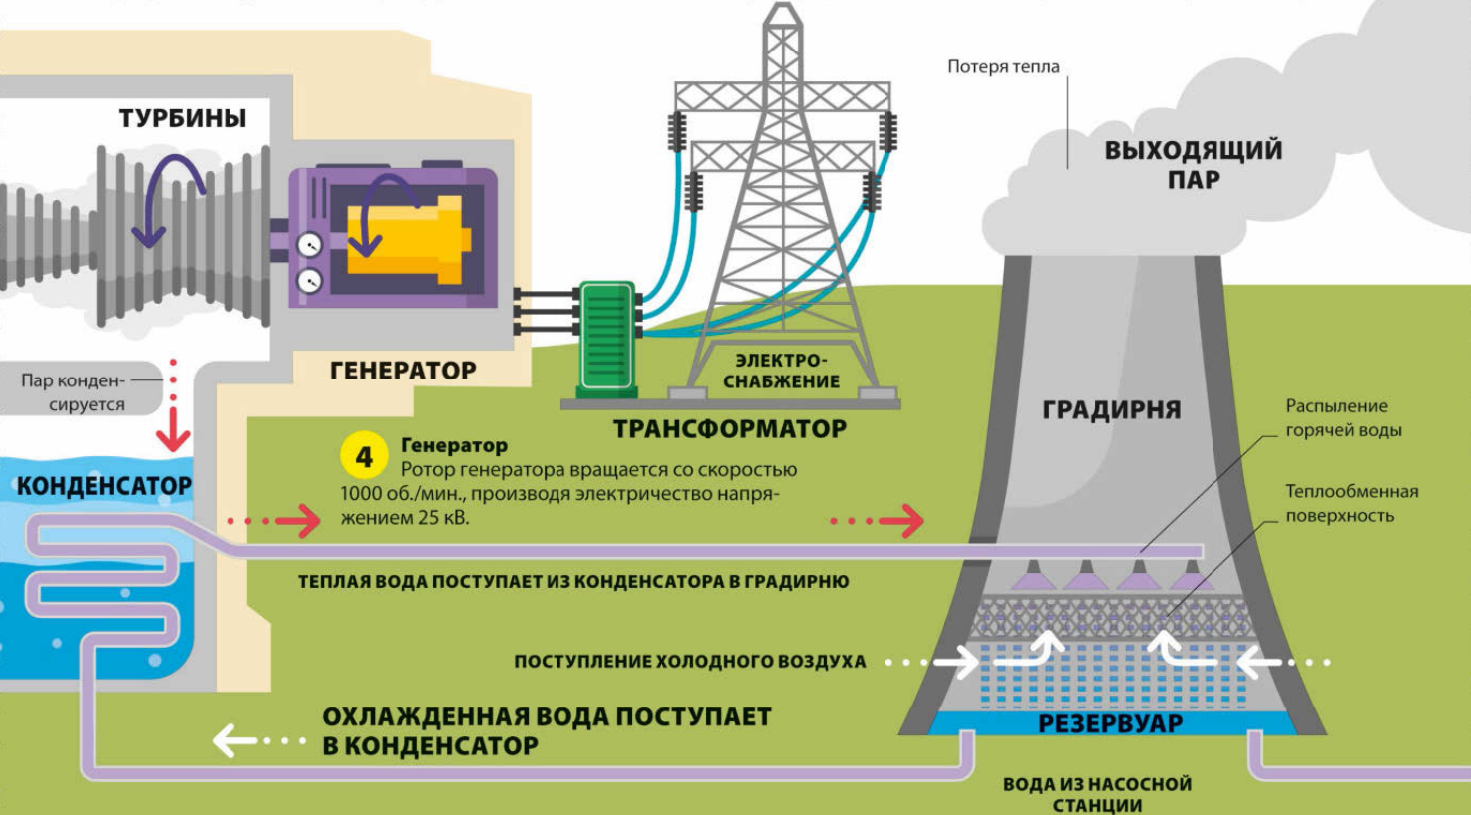 Потеря тепла
ТУРБИНЫ
ВЫХОДЯЩИЙ
ПАР
ГЕНЕРАТОР
Пар конден-
сируется
ЭЛЕКТРО-
СНАБЖЕНИЕ
ТРАНСФОРМАТОР
ГРАДИРНЯ
Распыление
горячей воды
4
Генератор
Ротор генератора вращается со скоростью
1000 об./мин., производя электричество напря-
жением 25 кВ.
КОНДЕНСАТОР
Теплообменная
поверхность
ТЕПЛАЯ ВОДА ПОСТУПАЕТ ИЗ КОНДЕНСАТОРА В ГРАДИРНЮ
ПОСТУПЛЕНИЕ ХОЛОДНОГО ВОЗДУХА
ОХЛАЖДЕННАЯ ВОДА ПОСТУПАЕТ
В КОНДЕНСАТОР
РЕЗЕРВУАР
ВОДА ИЗ НАСОСНОЙ
СТАНЦИИ